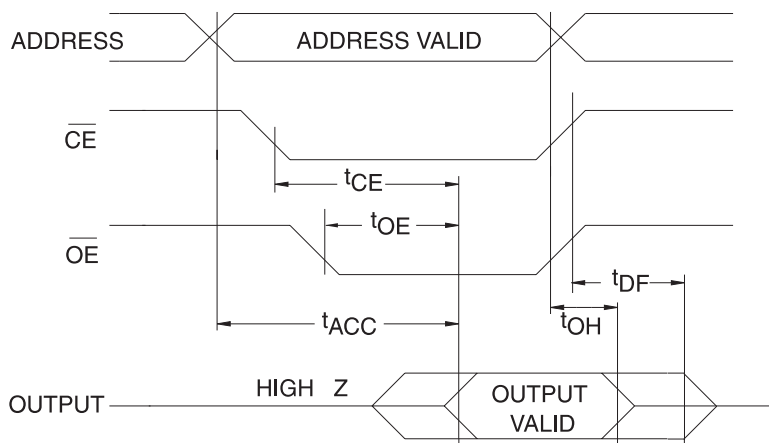 ADDRESS
ADDRESS VALID
CE
tCE
OE
tOE
tDF
tACC
tOH
OUTPUT
HIGH Z
OUTPUT
VALID